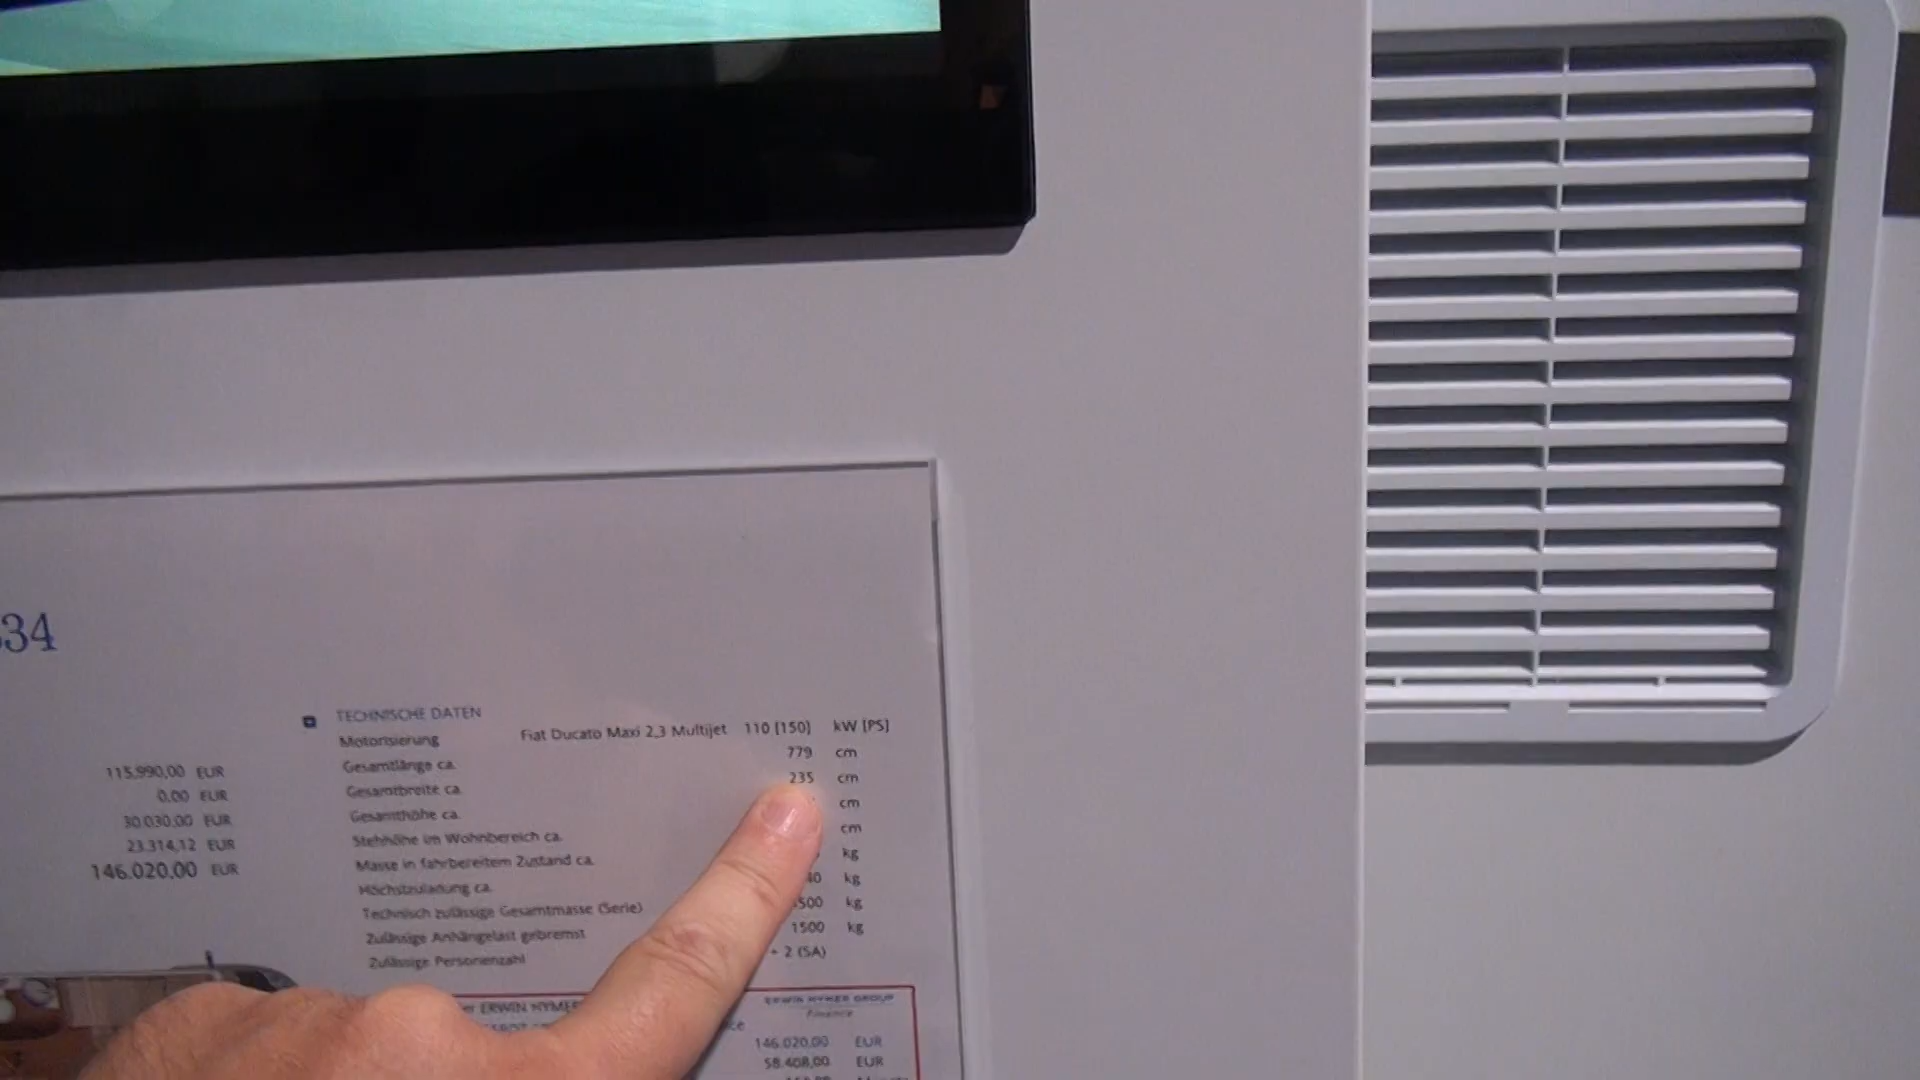 34
115.990,00 EUR
0,00 EUR
30.030,00 EUR
23.314,12 EUR
146.020,00 EUR
TECHNISCHE DATEN
Motorisierung Fiat Ducato Maxi 2,3 Multijet 110 [150] kW [PS]
Gesamtlänge ca. 779 cm
Gesamtbreite ca. 235 cm
Gesamthöhe ca. cm
Stehhöhe im Wohnbereich ca. cm
Masse in fahrbereitem Zustand ca. kg
Höchstzuladung ca. 40 kg
Technisch zulässige Gesamtmasse (Serie) 500 kg
Zulässige Anhängelast gebremst 1500 kg
Zulässige Personenzahl + 2 (SA)
ERWIN HYMER
ERWIN HYMER GROUP
Finance
146.020,00 EUR
58.408,00 EUR